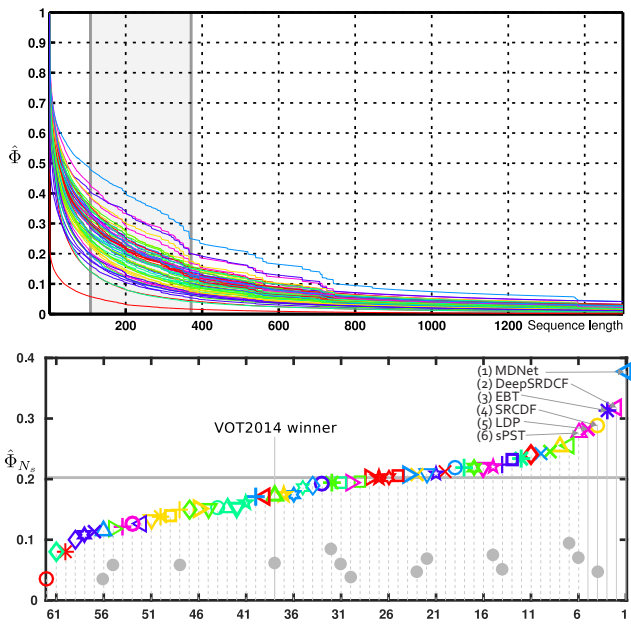 1
0.9
0.8
0.7
0.6
0.5
0.4
0.3
0.2
0.1
0
Φ̂
200 400 600 800 1000 1200 Sequence length
0.4
0.3
0.2
0.1
0
Φ̂Nₛ
(1) MDNet
(2) DeepSRDCF
(3) EBT
(4) SRCDF
(5) LDP
(6) sPST
VOT2014 winner
61 56 51 46 41 36 31 26 21 16 11 6 1